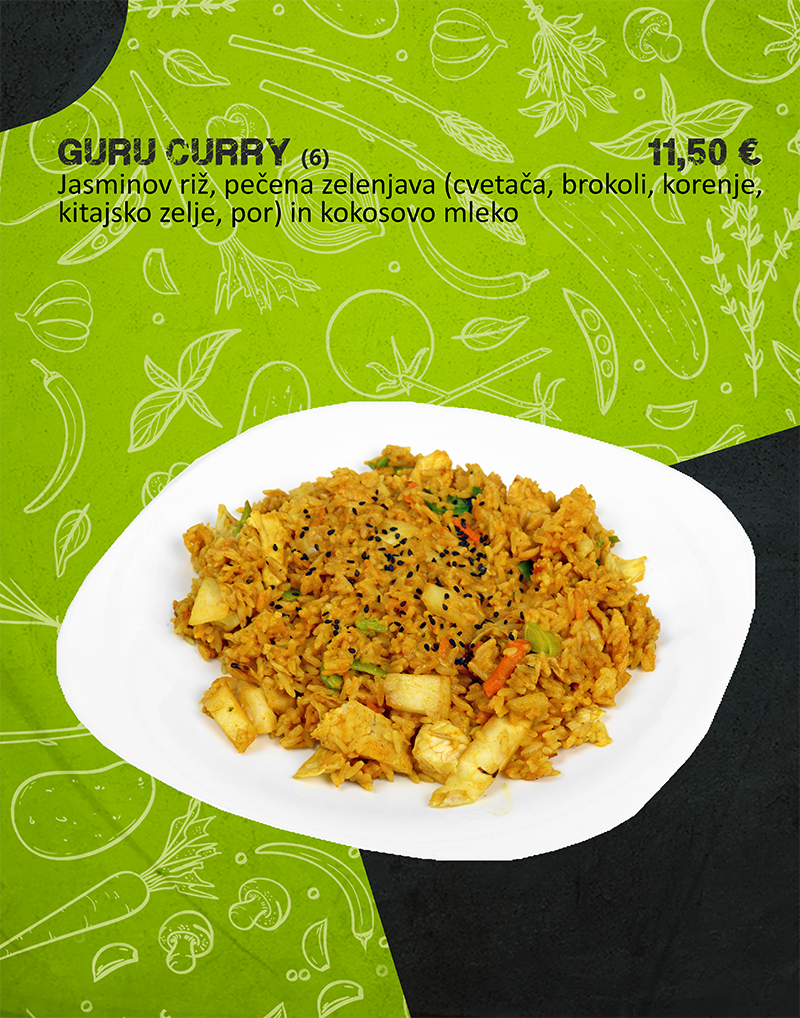 GURU CURRY (6) 11,50 €
Jasminov riž, pečena zelenjava (cvetača, brokoli, korenje,
kitajsko zelje, por) in kokosovo mleko